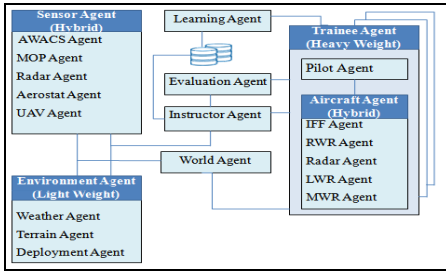 Sensor Agent
(Hybrid)
AWACS Agent
MOP Agent
Radar Agent
Aerostat Agent
UAV Agent
Learning Agent
Evaluation Agent
Instructor Agent
World Agent
Trainee Agent
(Heavy Weight)
Pilot Agent
Aircraft Agent
(Hybrid)
IFF Agent
RWR Agent
Radar Agent
LWR Agent
MWR Agent
Environment Agent
(Light Weight)
Weather Agent
Terrain Agent
Deployment Agent